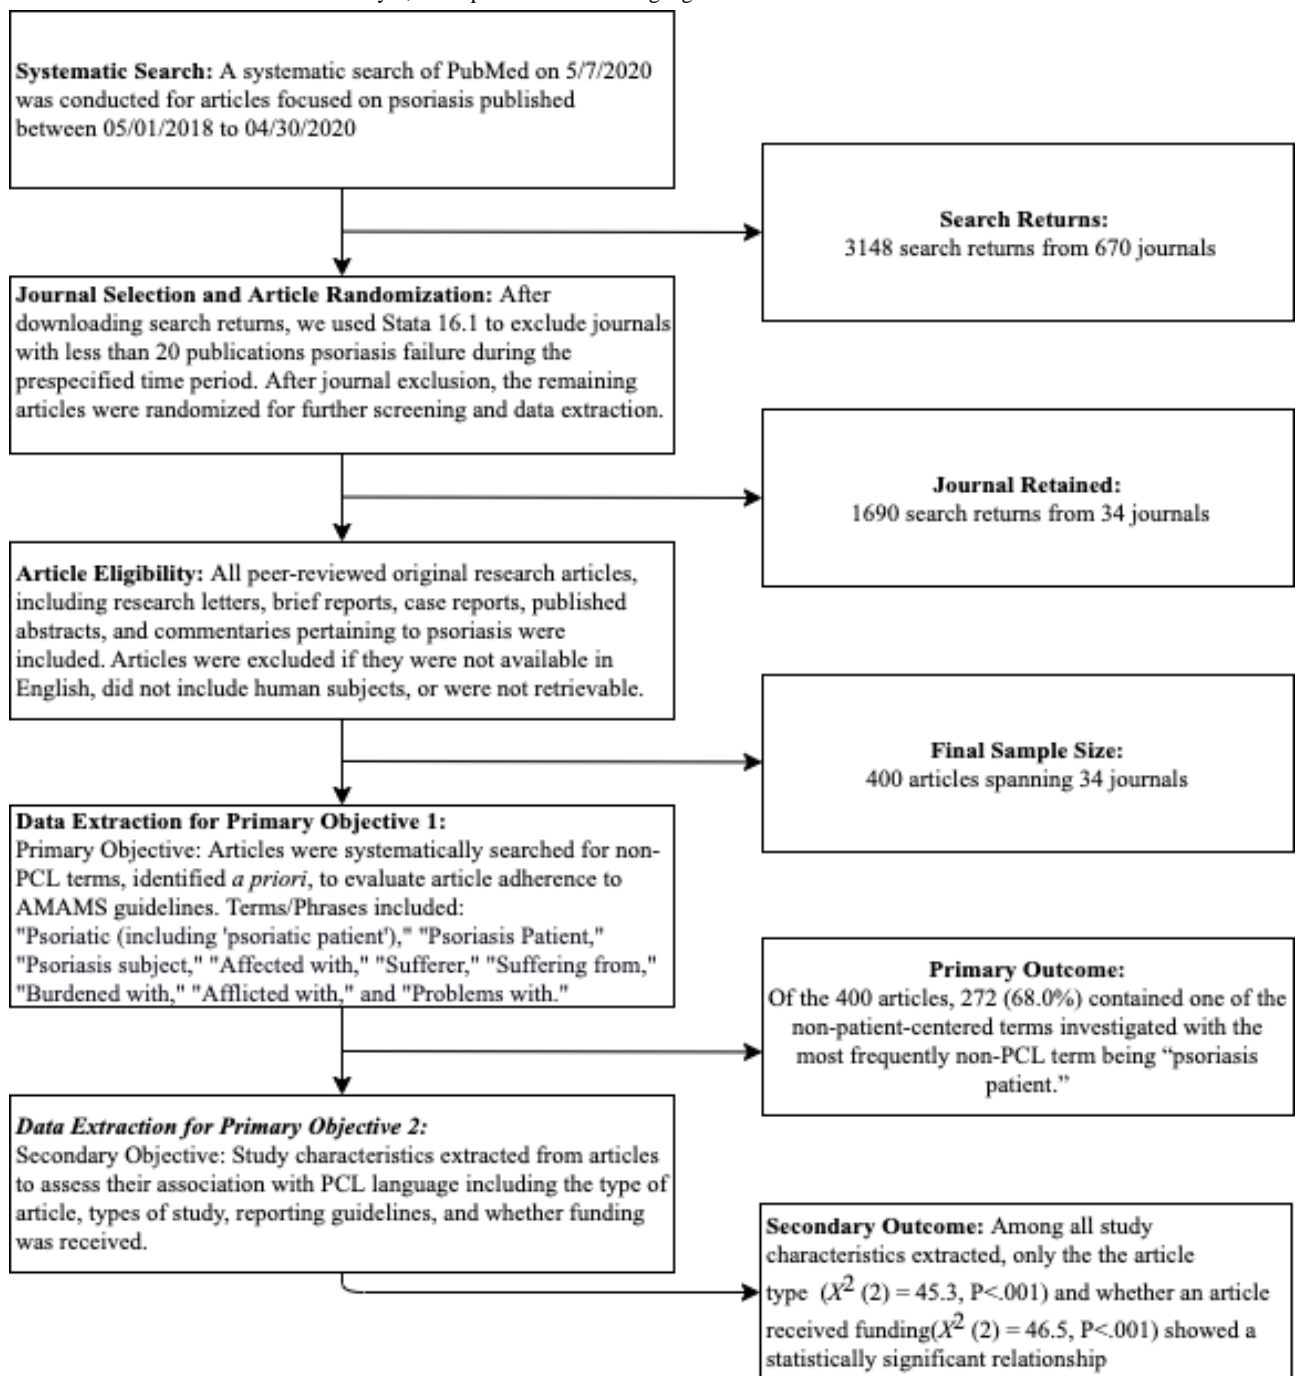 Systematic Search: A systematic search of PubMed on 5/7/2020
was conducted for articles focused on psoriasis published
between 05/01/2018 to 04/30/2020
Search Returns:
3148 search returns from 670 journals
Journal Selection and Article Randomization: After
downloading search returns, we used Stata 16.1 to exclude journals
with less than 20 publications psoriasis failure during the
prespecified time period. After journal exclusion, the remaining
articles were randomized for further screening and data extraction.
Journal Retained:
1690 search returns from 34 journals
Article Eligibility: All peer-reviewed original research articles,
including research letters, brief reports, case reports, published
abstracts, and commentaries pertaining to psoriasis were
included. Articles were excluded if they were not available in
English, did not include human subjects, or were not retrievable.
Final Sample Size:
400 articles spanning 34 journals
Data Extraction for Primary Objective 1:
Primary Objective: Articles were systematically searched for non-
PCL terms, identified a priori, to evaluate article adherence to
AMAMS guidelines. Terms/Phrases included:
"Psoriatic (including 'psoriatic patient')," "Psoriasis Patient,"
"Psoriasis subject," "Affected with," "Sufferer," "Suffering from,"
"Burdened with," "Afflicted with," and "Problems with."
Primary Outcome:
Of the 400 articles, 272 (68.0%) contained one of the
non-patient-centered terms investigated with the
most frequently non-PCL term being “psoriasis
patient.”
Data Extraction for Primary Objective 2:
Secondary Objective: Study characteristics extracted from articles
to assess their association with PCL language including the type of
article, types of study, reporting guidelines, and whether funding
was received.
Secondary Outcome: Among all study
characteristics extracted, only the the article
type (X² (2) = 45.3, P<.001) and whether an article
received funding(X² (2) = 46.5, P<.001) showed a
statistically significant relationship